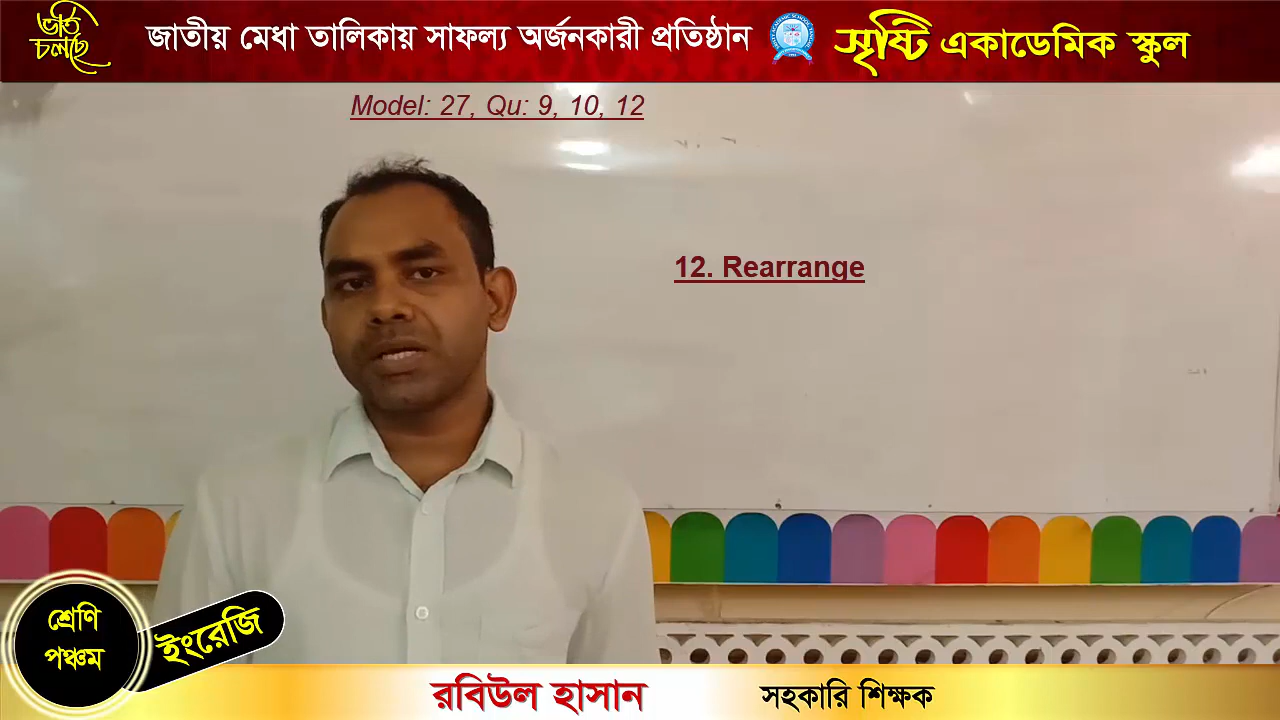 ভর্তি চলছে
জাতীয় মেধা তালিকায় সাফল্য অর্জনকারী প্রতিষ্ঠান
সৃষ্টি একাডেমিক স্কুল
Model: 27, Qu: 9, 10, 12
12. Rearrange
শ্রেণি
পঞ্চম
ইংরেজি
রবিউল হাসান
সহকারি শিক্ষক